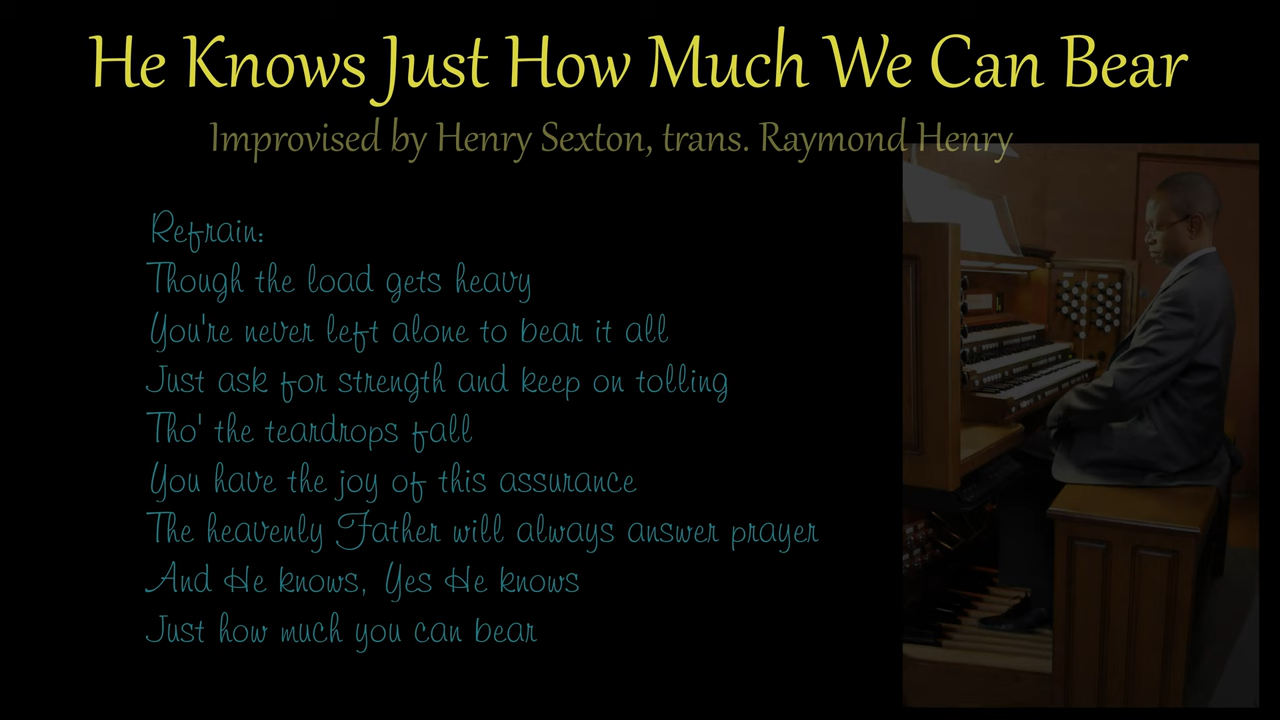 He Knows Just How Much We Can Bear
Improvised by Henry Sexton, trans. Raymond Henry
Refrain:
Though the load gets heavy
You're never left alone to bear it all
Just ask for strength and keep on tolling
Tho' the teardrops fall
You have the joy of this assurance
The heavenly Father will always answer prayer
And He knows, Yes He knows
Just how much you can bear